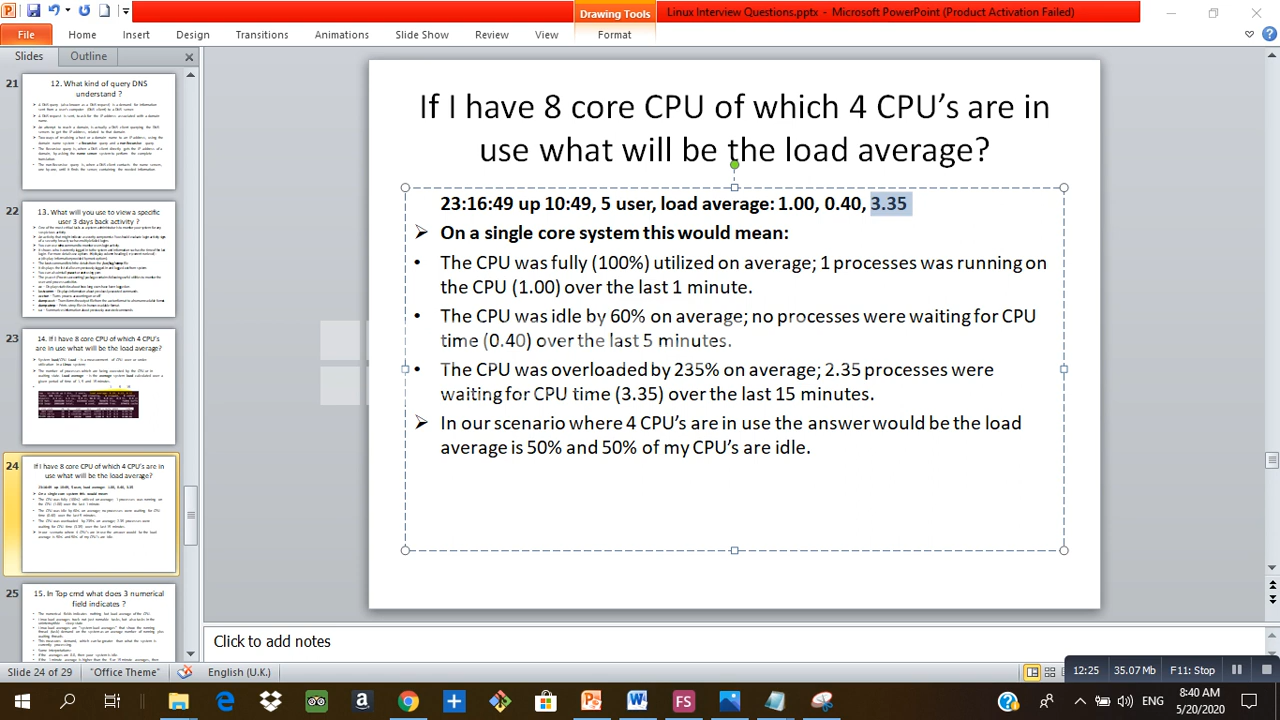 Drawing Tools
Linux Interview Questions.pptx - Microsoft PowerPoint (Product Activation Failed)
File Home Insert Design Transitions Animations Slide Show Review View Format
Slides Outline
21
12. What kind of query DNS
understand ?
22
13. What will you use to view a specific
user 3 days back activity ?
23
14. If I have 8 core CPU of which 4 CPU's
are in use what will be the load average?
24
If I have 8 core CPU of which 4 CPU's are in
use what will be the load average?
25
15. In Top cmd what does 3 numerical
field indicates ?
If I have 8 core CPU of which 4 CPU’s are in
use what will be the load average?
23:16:49 up 10:49, 5 user, load average: 1.00, 0.40, 3.35
➢ On a single core system this would mean:
• The CPU was fully (100%) utilized on average; 1 processes was running on
the CPU (1.00) over the last 1 minute.
• The CPU was idle by 60% on average; no processes were waiting for CPU
time (0.40) over the last 5 minutes.
• The CPU was overloaded by 235% on average; 2.35 processes were
waiting for CPU time (3.35) over the last 15 minutes.
➢ In our scenario where 4 CPU’s are in use the answer would be the load
average is 50% and 50% of my CPU’s are idle.
Click to add notes
Slide 24 of 29 "Office Theme" English (U.K.)
12:25 35.07 Mb F11: Stop
ENG
8:40 AM
5/20/2020